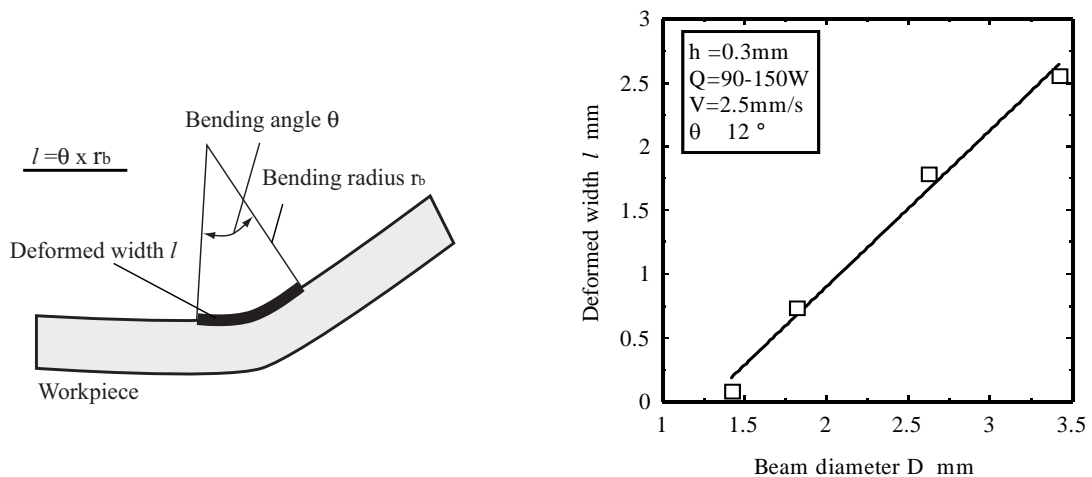 Bending angle θ
l =θ x rb
Bending radius rb
Deformed width l
Workpiece
h =0.3mm
Q=90-150W
V=2.5mm/s
θ 12 °
Deformed width l mm
3
2.5
2
1.5
1
0.5
0
1
1.5
2
2.5
3
3.5
Beam diameter D mm